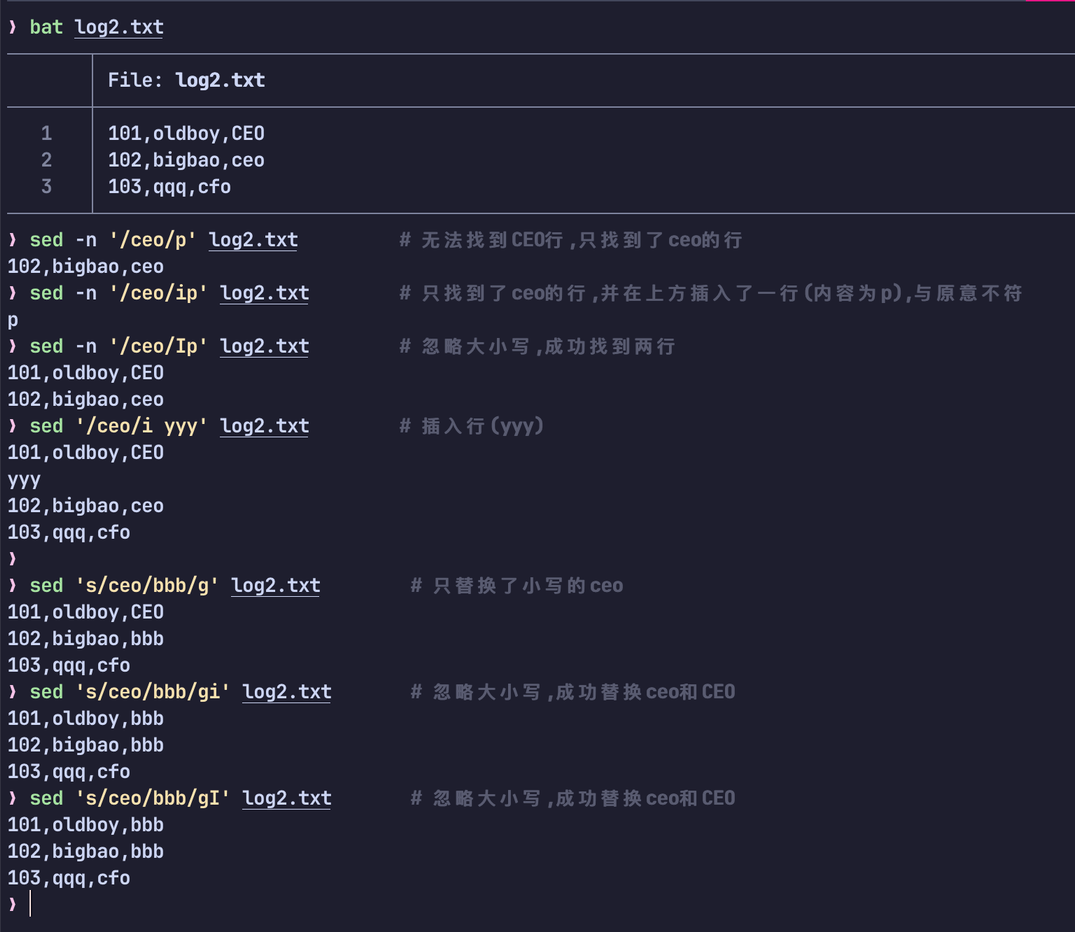 ❯ bat log2.txt
File: log2.txt
1 101,oldboy,CEO
2 102,bigbao,ceo
3 103,qqq,cfo
❯ sed -n '/ceo/p' log2.txt # 无法找到CEO行,只找到了ceo的行
102,bigbao,ceo
❯ sed -n '/ceo/ip' log2.txt # 只找到了ceo的行,并在上方插入了一行(内容为p),与原意不符
p
❯ sed -n '/ceo/Ip' log2.txt # 忽略大小写,成功找到两行
101,oldboy,CEO
102,bigbao,ceo
❯ sed '/ceo/i yyy' log2.txt # 插入行(yyy)
101,oldboy,CEO
yyy
102,bigbao,ceo
103,qqq,cfo
❯
❯ sed 's/ceo/bbb/g' log2.txt # 只替换了小写的ceo
101,oldboy,CEO
102,bigbao,bbb
103,qqq,cfo
❯ sed 's/ceo/bbb/gi' log2.txt # 忽略大小写,成功替换ceo和CEO
101,oldboy,bbb
102,bigbao,bbb
103,qqq,cfo
❯ sed 's/ceo/bbb/gI' log2.txt # 忽略大小写,成功替换ceo和CEO
101,oldboy,bbb
102,bigbao,bbb
103,qqq,cfo
❯